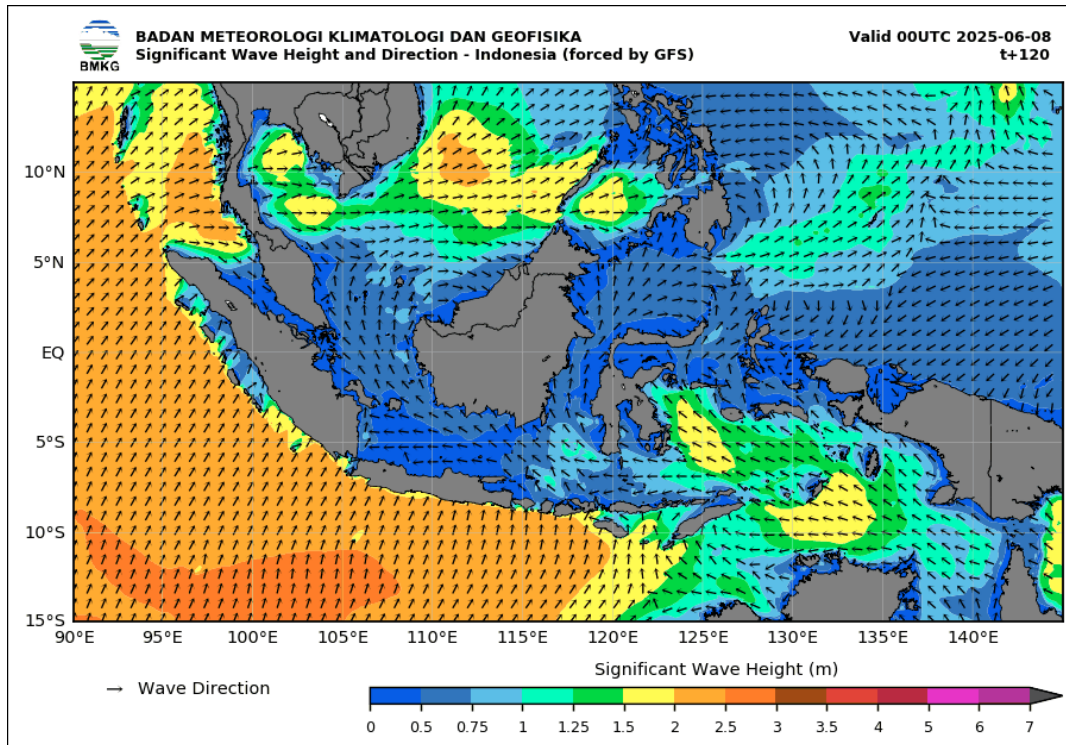 BADAN METEOROLOGI KLIMATOLOGI DAN GEOFISIKA
Valid 00UTC 2025-06-08
Significant Wave Height and Direction - Indonesia (forced by GFS)
t+120
BMKG
10°N
5°N
EQ
5°S
10°S
15°S
90°E 95°E 100°E 105°E 110°E 115°E 120°E 125°E 130°E 135°E 140°E
Significant Wave Height (m)
→ Wave Direction
0 0.5 0.75 1 1.25 1.5 2 2.5 3 3.5 4 5 6 7